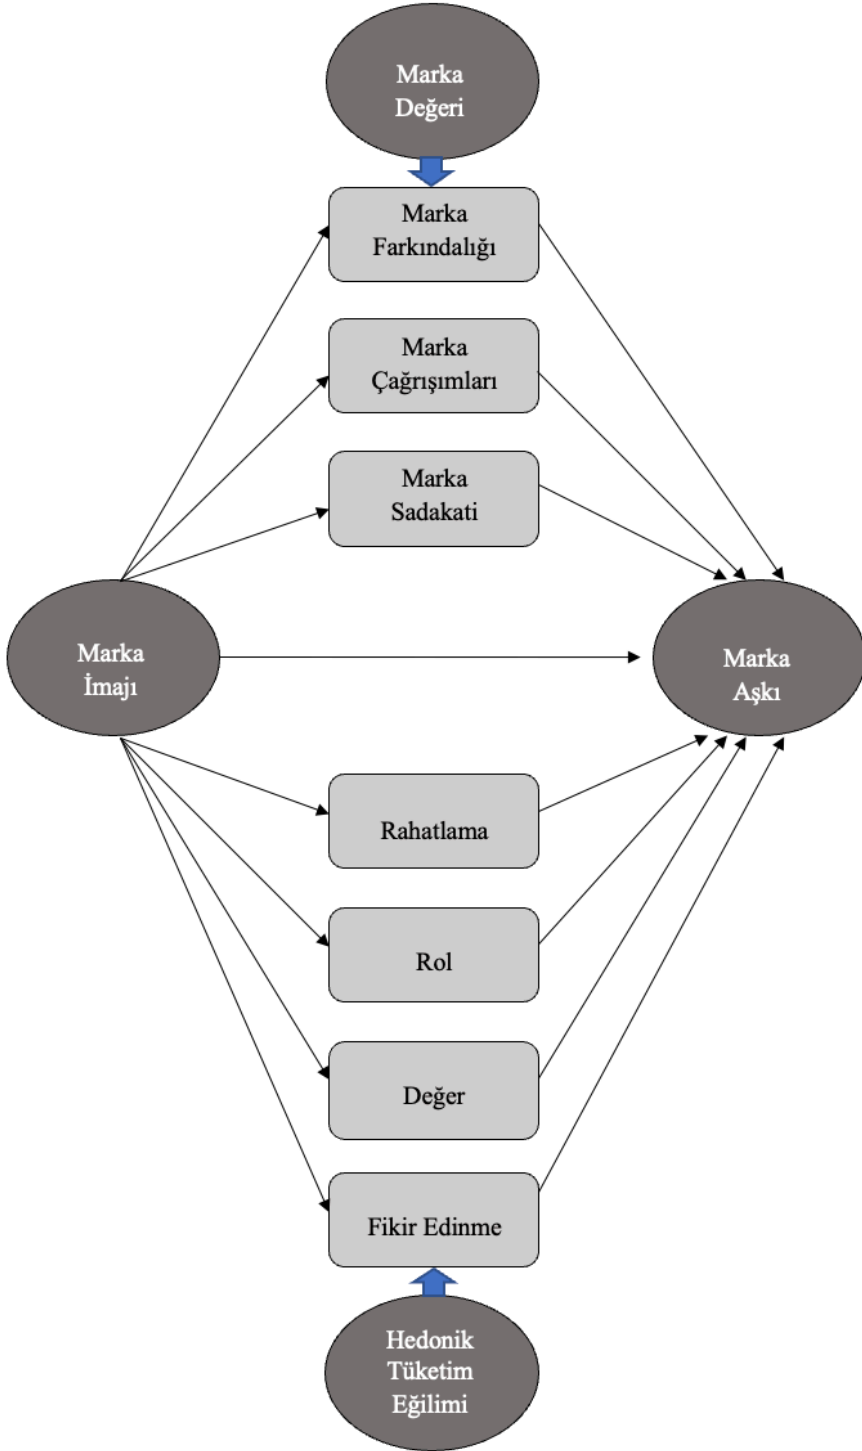 Marka
Değeri
Marka
Farkındalığı
Marka
Çağrışımları
Marka
Sadakati
Marka
İmajı
Marka
Aşkı
Rahatlama
Rol
Değer
Fikir Edinme
Hedonik
Tüketim
Eğilimi